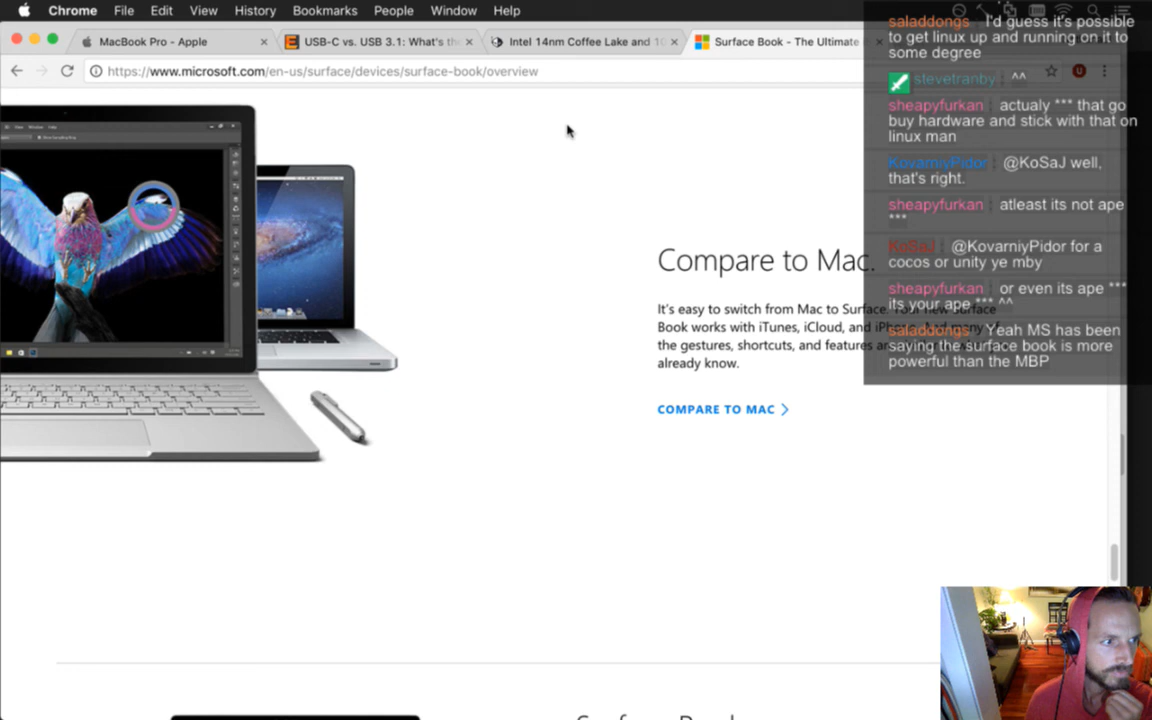 Chrome File Edit View History Bookmarks People Window Help
MacBook Pro - Apple
USB-C vs. USB 3.1: What's the
Intel 14nm Coffee Lake and 10
Surface Book - The Ultimate
https://www.microsoft.com/en-us/surface/devices/surface-book/overview
Compare to Mac.
It's easy to switch from Mac to Surface. Your new Surface
Book works with iTunes, iCloud, and iPhone.
the gestures, shortcuts, and features
already know.
COMPARE TO MAC
saladdongs I'd guess it's possible
to get linux up and running on it to
some degree
stevetranby ^^
sheapyfurkan actualy *** that go
buy hardware and stick with that on
linux man
KovarniyPidor @KoSaJ well,
that's right.
sheapyfurkan atleast its not ape
***
KoSaJ @KovarniyPidor for a
cocos or unity ye mby
sheapyfurkan or even its ape ***
its your ape *** ^^
saladdongs Yeah MS has been
saying the surface book is more
powerful than the MBP